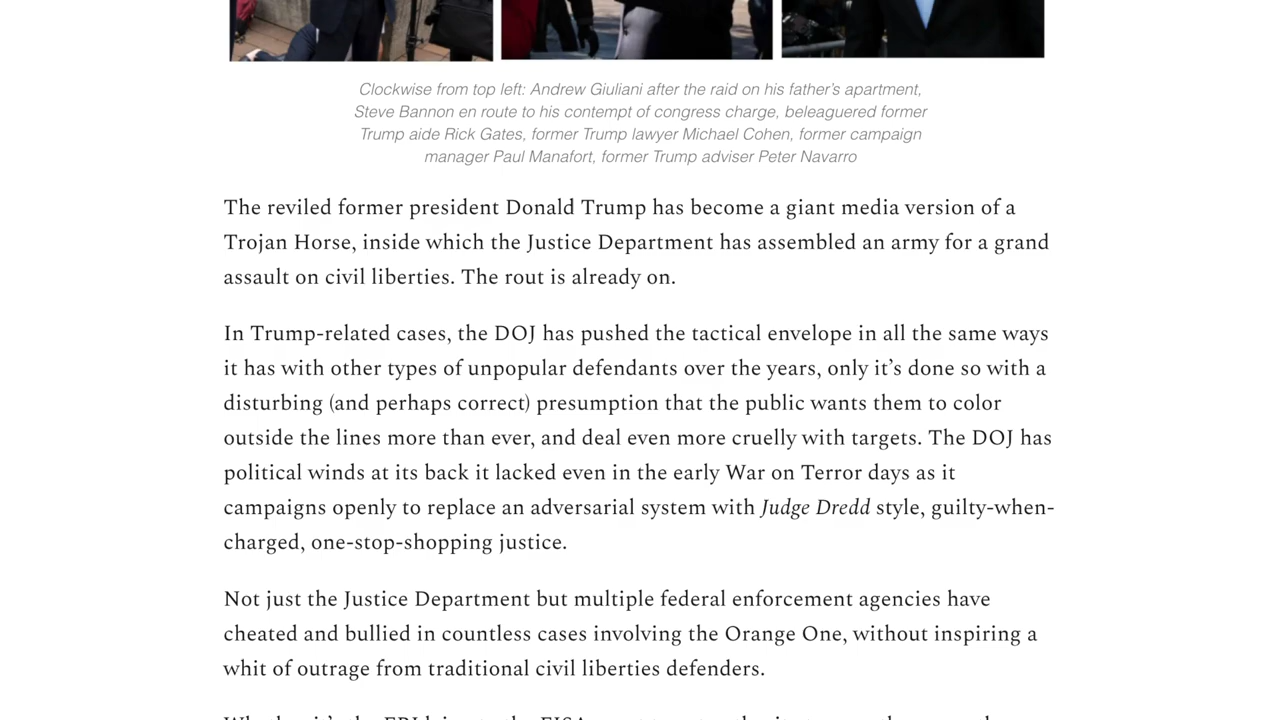 Clockwise from top left: Andrew Giuliani after the raid on his father's apartment,
Steve Bannon en route to his contempt of congress charge, beleaguered former
Trump aide Rick Gates, former Trump lawyer Michael Cohen, former campaign
manager Paul Manafort, former Trump adviser Peter Navarro
The reviled former president Donald Trump has become a giant media version of a
Trojan Horse, inside which the Justice Department has assembled an army for a grand
assault on civil liberties. The rout is already on.
In Trump-related cases, the DOJ has pushed the tactical envelope in all the same ways
it has with other types of unpopular defendants over the years, only it's done so with a
disturbing (and perhaps correct) presumption that the public wants them to color
outside the lines more than ever, and deal even more cruelly with targets. The DOJ has
political winds at its back it lacked even in the early War on Terror days as it
campaigns openly to replace an adversarial system with Judge Dredd style, guilty-when-
charged, one-stop-shopping justice.
Not just the Justice Department but multiple federal enforcement agencies have
cheated and bullied in countless cases involving the Orange One, without inspiring a
whit of outrage from traditional civil liberties defenders.